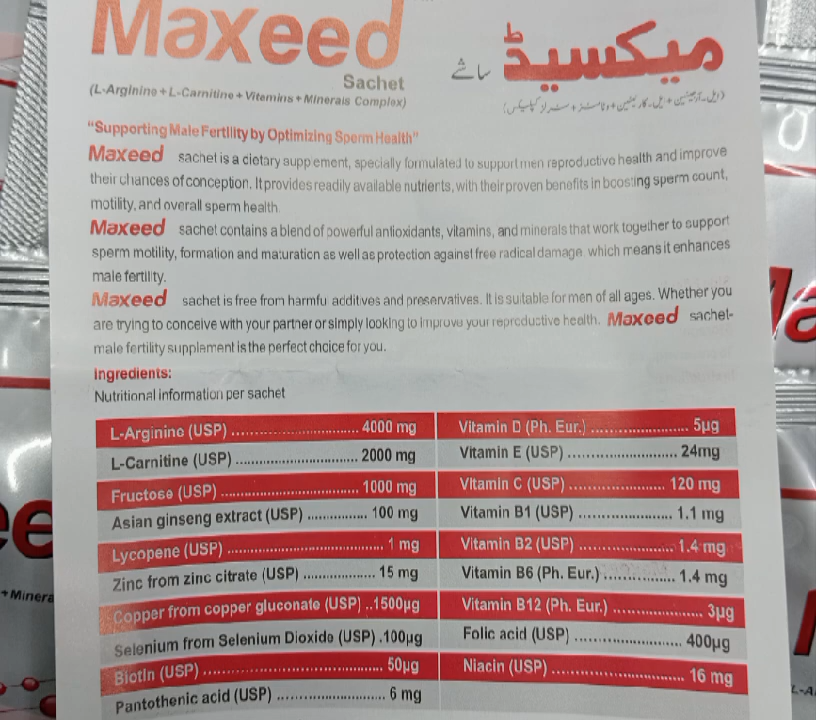 Maxeed
میکسیڈ
ساشے
Sachet
(L-Arginine + L-Carnitine + Vitamins + Minerals Complex)
"Supporting Male Fertility by Optimizing Sperm Health"
Maxeed sachet is a dietary supplement, specially formulated to support men reproductive health and improve
their chances of conception. It provides readily available nutrients, with their proven benefits in boosting sperm count,
motility, and overall sperm health.
Maxeed sachet contains a blend of powerful antioxidants, vitamins, and minerals that work together to support
sperm motility, formation and maturation as well as protection against free radical damage which means it enhances
male fertility.
Maxeed sachet is free from harmful additives and preservatives. It is suitable for men of all ages. Whether you
are trying to conceive with your partner or simply looking to improve your reproductive health, Maxeed sachet-
male fertility supplement is the perfect choice for you.
Ingredients:
Nutritional information per sachet
L-Arginine (USP) .............................. 4000 mg
L-Carnitine (USP) .............................. 2000 mg
Fructose (USP) .............................. 1000 mg
Asian ginseng extract (USP) ............... 100 mg
Lycopene (USP) .............................. 1 mg
Zinc from zinc citrate (USP) .................. 15 mg
Copper from copper gluconate (USP) ..1500µg
Selenium from Selenium Dioxide (USP) .100µg
Biotin (USP) .............................. 50µg
Pantothenic acid (USP) .......................... 6 mg
Vitamin D (Ph. Eur.) ....................... 5µg
Vitamin E (USP) .......................... 24mg
Vitamin C (USP) ....................... 120 mg
Vitamin B1 (USP) ...................... 1.1 mg
Vitamin B2 (USP) ....................... 1.4 mg
Vitamin B6 (Ph. Eur.) ................. 1.4 mg
Vitamin B12 (Ph. Eur.) ..................... 3µg
Folic acid (USP) .......................... 400µg
Niacin (USP) ............................... 16 mg
+ Minera